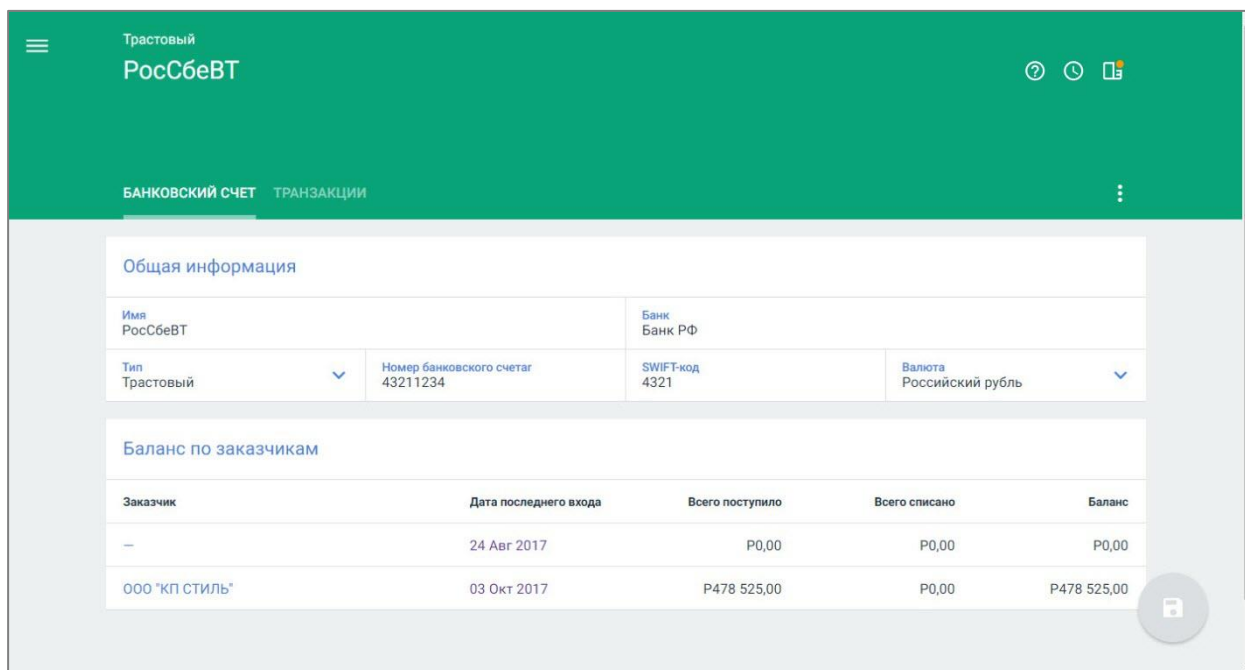 Трастовый
РосСбеВТ
БАНКОВСКИЙ СЧЕТ ТРАНЗАКЦИИ
Общая информация
Имя Банк
РосСбеВТ Банк РФ
Тип Номер банковского счетаг SWIFT-код Валюта
Трастовый 43211234 4321 Российский рубль
Баланс по заказчикам
Заказчик Дата последнего входа Всего поступило Всего списано Баланс
— 24 Авг 2017 Р0,00 Р0,00 Р0,00
ООО "КП СТИЛЬ" 03 Окт 2017 Р478 525,00 Р0,00 Р478 525,00